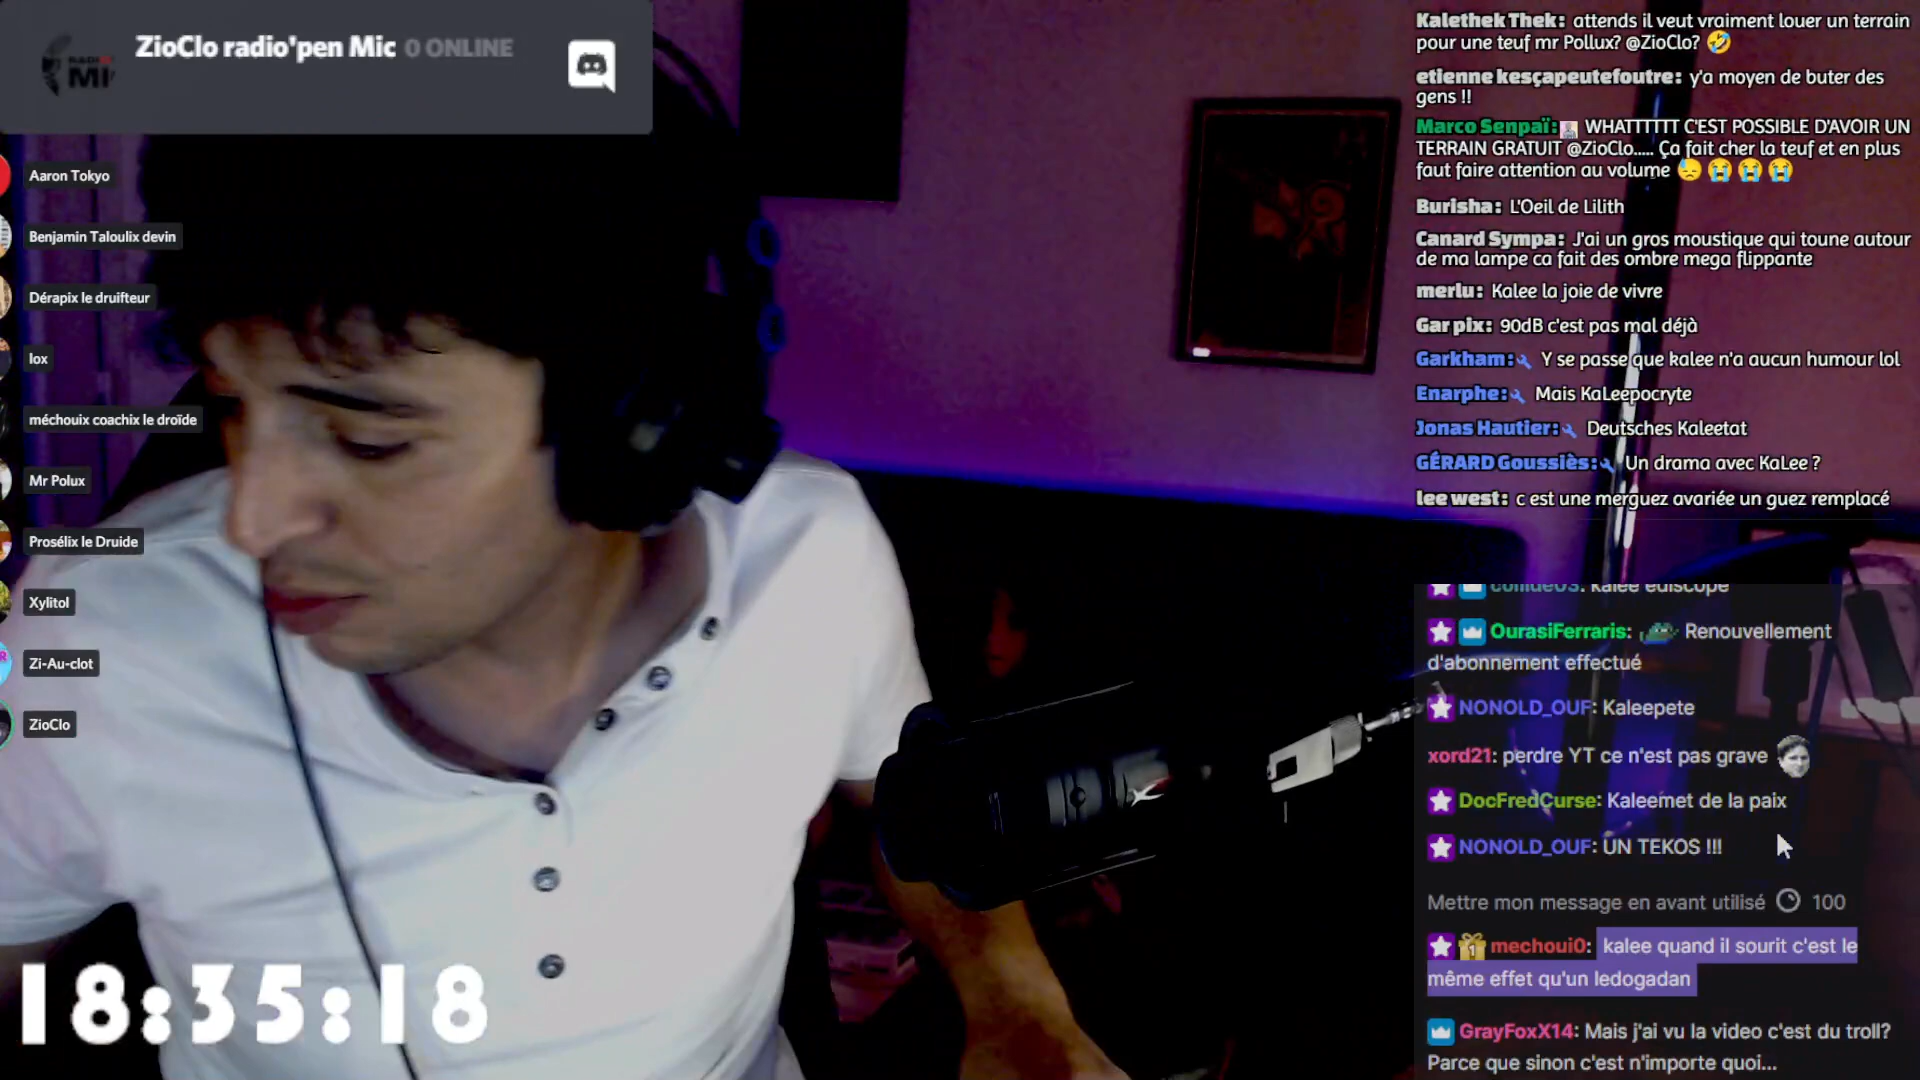 ZioClo radio'pen Mic 0 ONLINE
RADIO
MI
Aaron Tokyo
Benjamin Taloulix devin
Dérapix le druifteur
lox
méchouix coachix le droïde
Mr Polux
Prosélix le Druide
Xylitol
Zi-Au-clot
ZioClo
18:35:18
Kalethek Thek: attends il veut vraiment louer un terrain
pour une teuf mr Pollux? @ZioClo? 🤣
etienne kesçapeutefoutre: y'a moyen de buter des
gens !!
Marco Senpaï: WHATTTTTT C'EST POSSIBLE D'AVOIR UN
TERRAIN GRATUIT @ZioClo..... Ça fait cher la teuf et en plus
faut faire attention au volume 😓😭😭😭
Burisha: L'Oeil de Lilith
Canard Sympa: J'ai un gros moustique qui toune autour
de ma lampe ca fait des ombre mega flippante
merlu: Kalee la joie de vivre
Gar pix: 90dB c'est pas mal déjà
Garkham: Y se passe que kalee n'a aucun humour lol
Enarphe: Mais KaLeepocryte
Jonas Hautier: Deutsches Kaleetat
GÉRARD Goussiès: Un drama avec KaLee ?
lee west: c est une merguez avariée un guez remplacé
kalee ediscope
OurasiFerraris: Renouvellement
d'abonnement effectué
NONOLD_OUF: Kaleepete
xord21: perdre YT ce n'est pas grave
DocFredCurse: Kaleemet de la paix
NONOLD_OUF: UN TEKOS !!!
Mettre mon message en avant utilisé 100
mechoui0: kalee quand il sourit c'est le
même effet qu'un ledogadan
GrayFoxX14: Mais j'ai vu la video c'est du troll?
Parce que sinon c'est n'importe quoi...